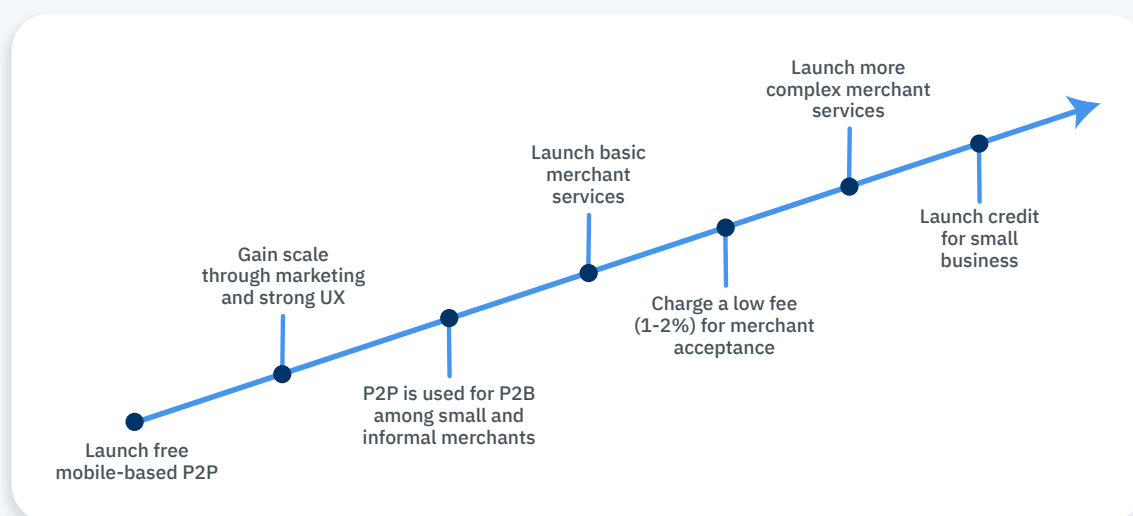 Launch free
mobile-based P2P
Gain scale
through marketing
and strong UX
P2P is used for P2B
among small and
informal merchants
Launch basic
merchant
services
Charge a low fee
(1-2%) for merchant
acceptance
Launch more
complex merchant
services
Launch credit
for small
business